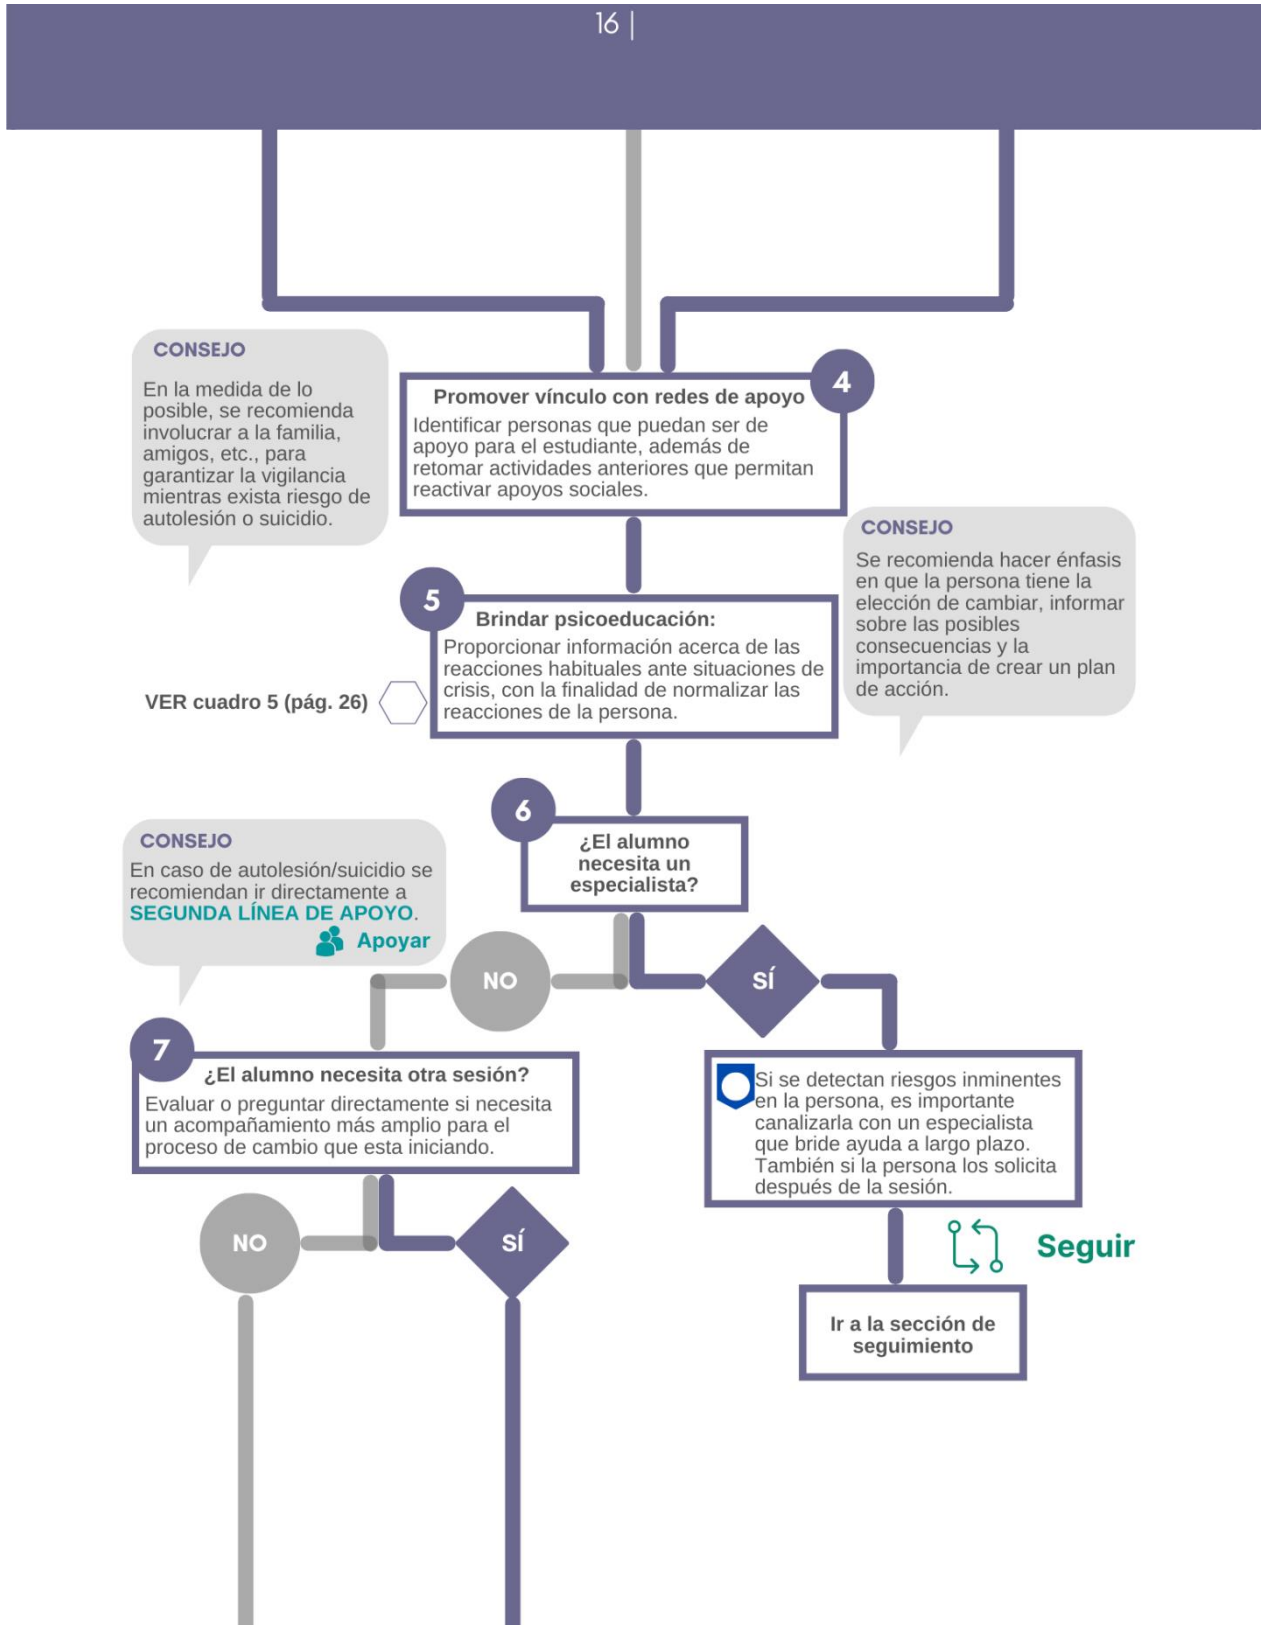 16 |
CONSEJO
En la medida de lo
posible, se recomienda
involucrar a la familia,
amigos, etc., para
garantizar la vigilancia
mientras exista riesgo de
autolesión o suicidio.
4
Promover vínculo con redes de apoyo
Identificar personas que puedan ser de
apoyo para el estudiante, además de
retomar actividades anteriores que permitan
reactivar apoyos sociales.
CONSEJO
Se recomienda hacer énfasis
en que la persona tiene la
elección de cambiar, informar
sobre las posibles
consecuencias y la
importancia de crear un plan
de acción.
5
Brindar psicoeducación:
Proporcionar información acerca de las
reacciones habituales ante situaciones de
crisis, con la finalidad de normalizar las
reacciones de la persona.
VER cuadro 5 (pág. 26)
6
¿El alumno
necesita un
especialista?
CONSEJO
En caso de autolesión/suicidio se
recomiendan ir directamente a
SEGUNDA LÍNEA DE APOYO.
Apoyar
NO
SÍ
7
¿El alumno necesita otra sesión?
Evaluar o preguntar directamente si necesita
un acompañamiento más amplio para el
proceso de cambio que esta iniciando.
Si se detectan riesgos inminentes
en la persona, es importante
canalizarla con un especialista
que bride ayuda a largo plazo.
También si la persona los solicita
después de la sesión.
NO
SÍ
Seguir
Ir a la sección de
seguimiento